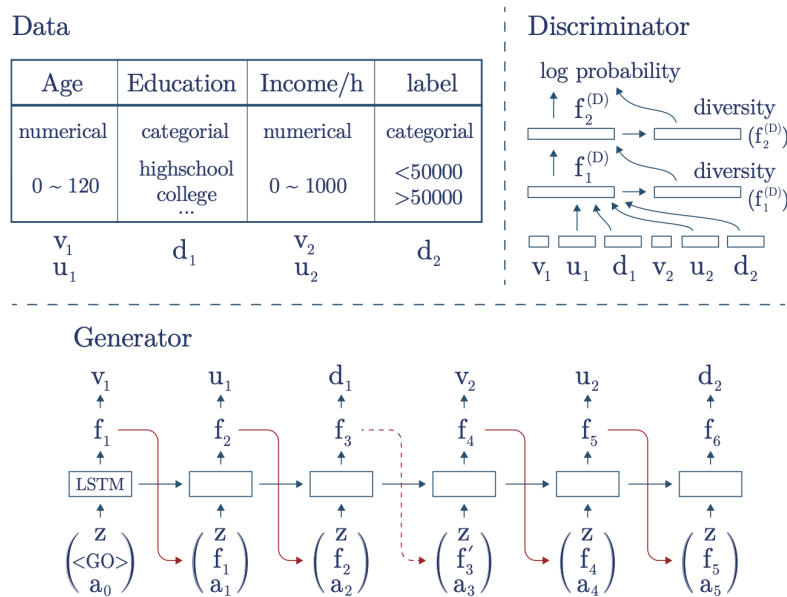 Data
Age Education Income/h label
numerical categorial numerical categorial
0 ~ 120 highschool college ... 0 ~ 1000 <50000 >50000
v₁ u₁ d₁ v₂ u₂ d₂
Discriminator
log probability
f₂⁽ᴰ⁾ diversity (f₂⁽ᴰ⁾)
f₁⁽ᴰ⁾ diversity (f₁⁽ᴰ⁾)
v₁ u₁ d₁ v₂ u₂ d₂
Generator
v₁ u₁ d₁ v₂ u₂ d₂
f₁ f₂ f₃ f₄ f₅ f₆
LSTM
z z z z z z
<GO> f₁ f₂ f₃′ f₄ f₅
a₀ a₁ a₂ a₃ a₄ a₅